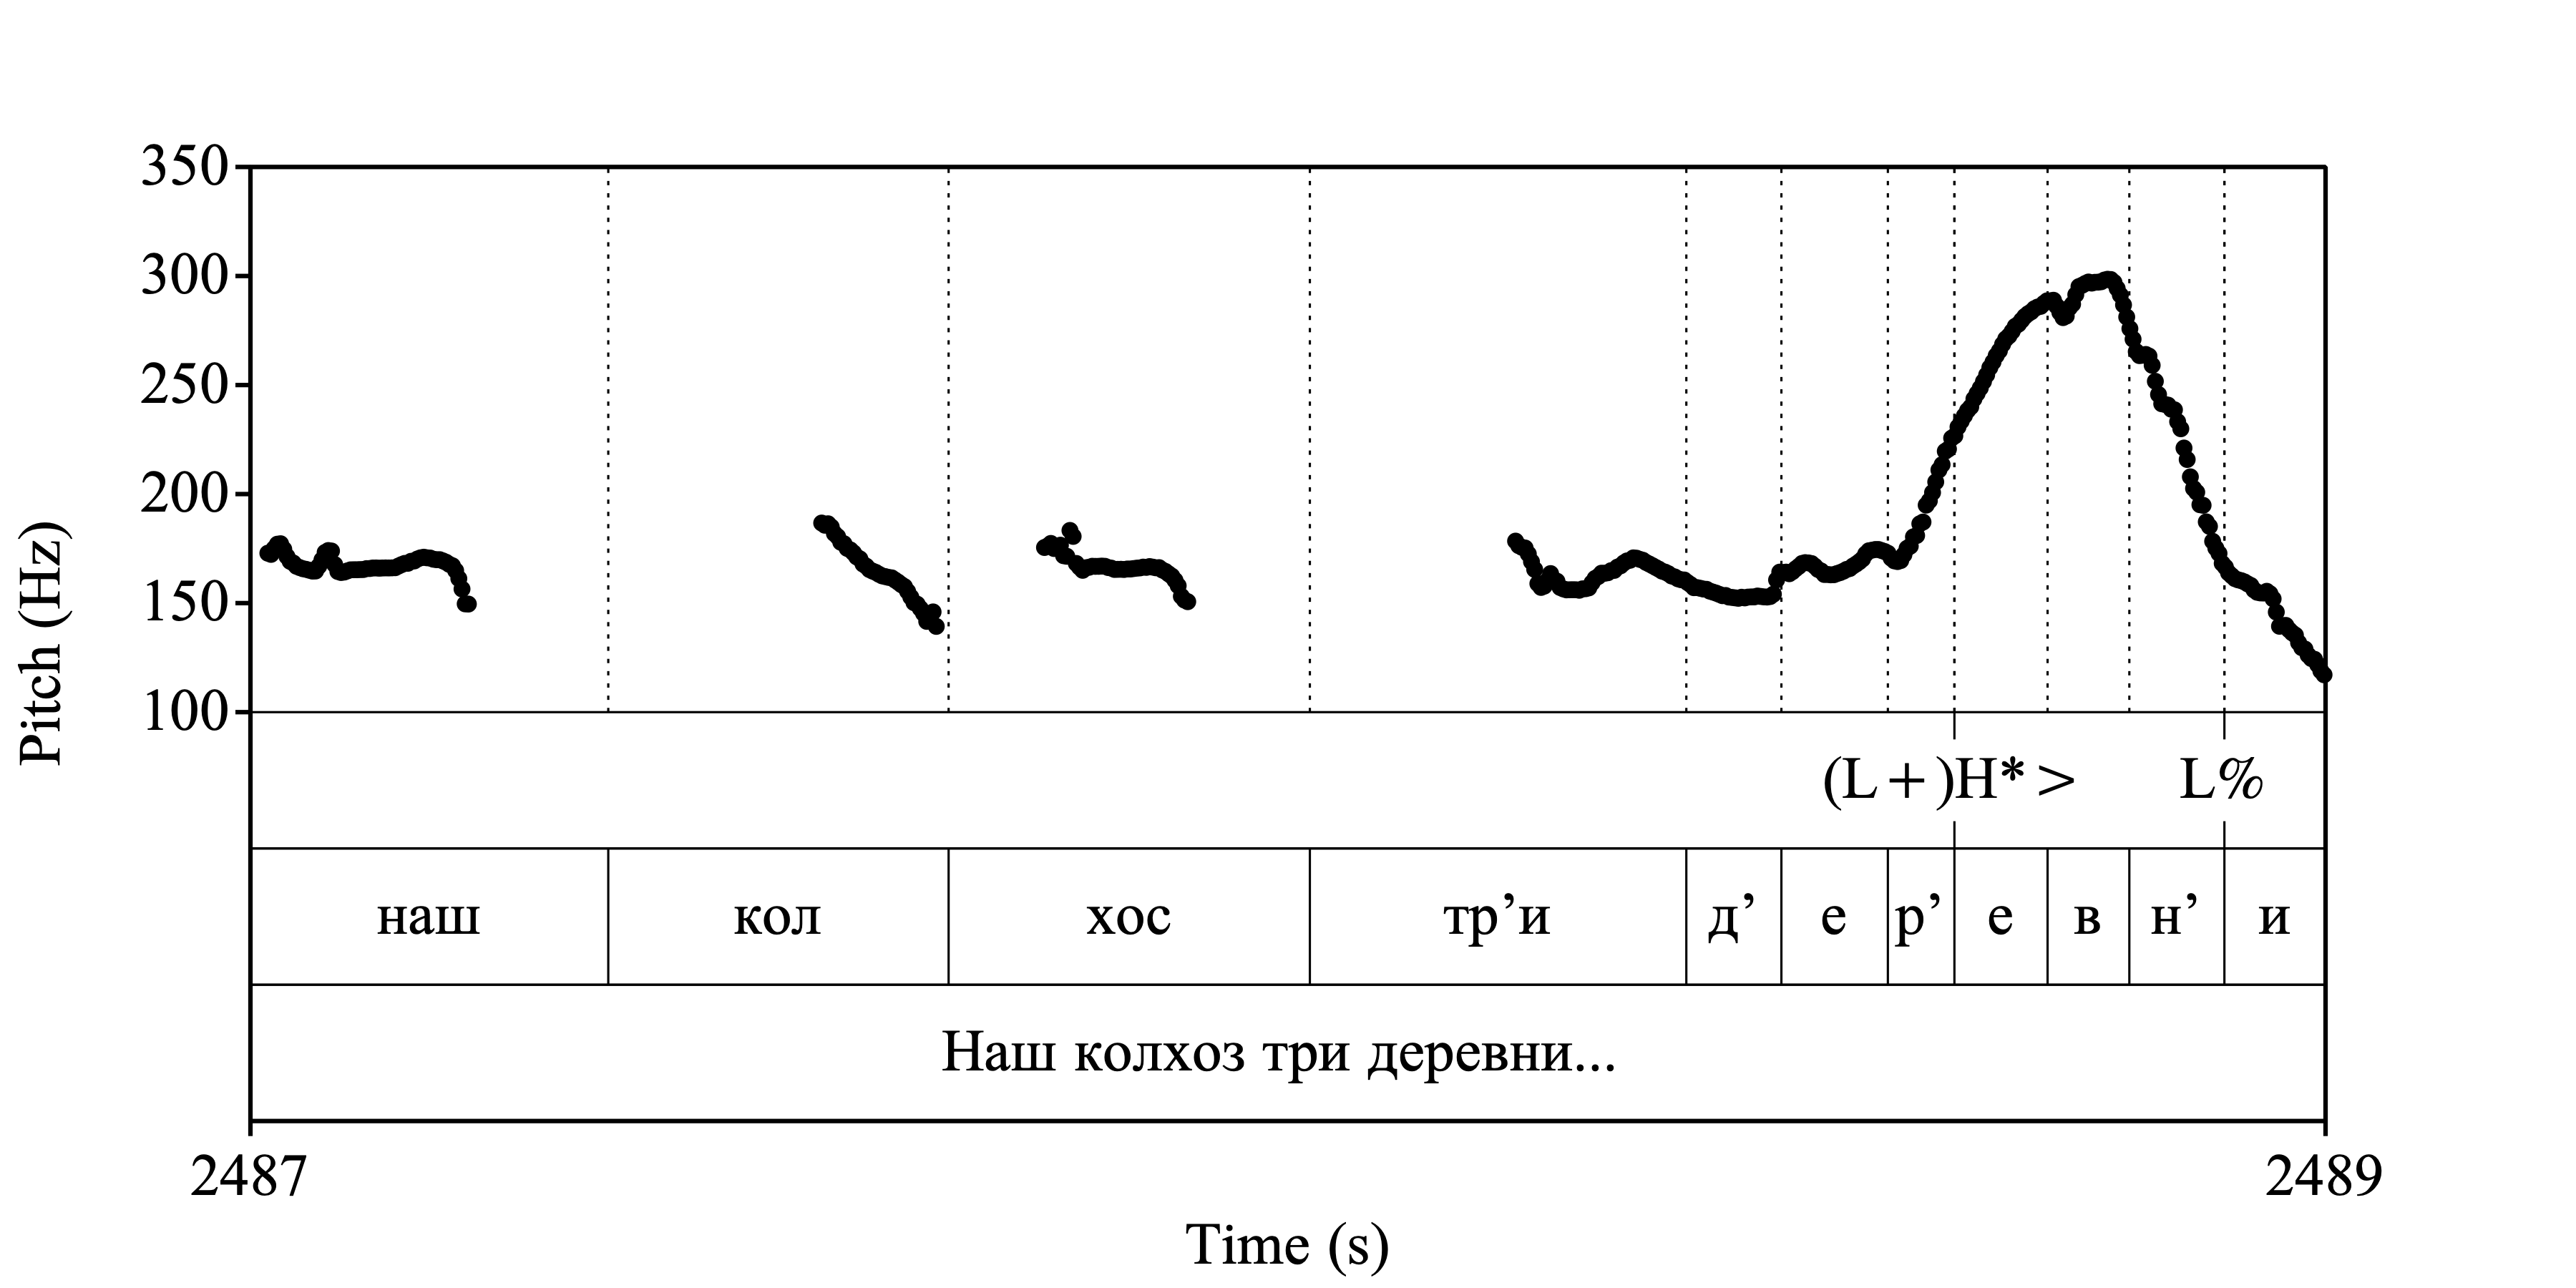 350
300
250
200
150
100
Pitch (Hz)
(L+)H*> L%
наш кол хос тр’и д’ е р’ е в н’ и
Наш колхоз три деревни...
2487 2489
Time (s)